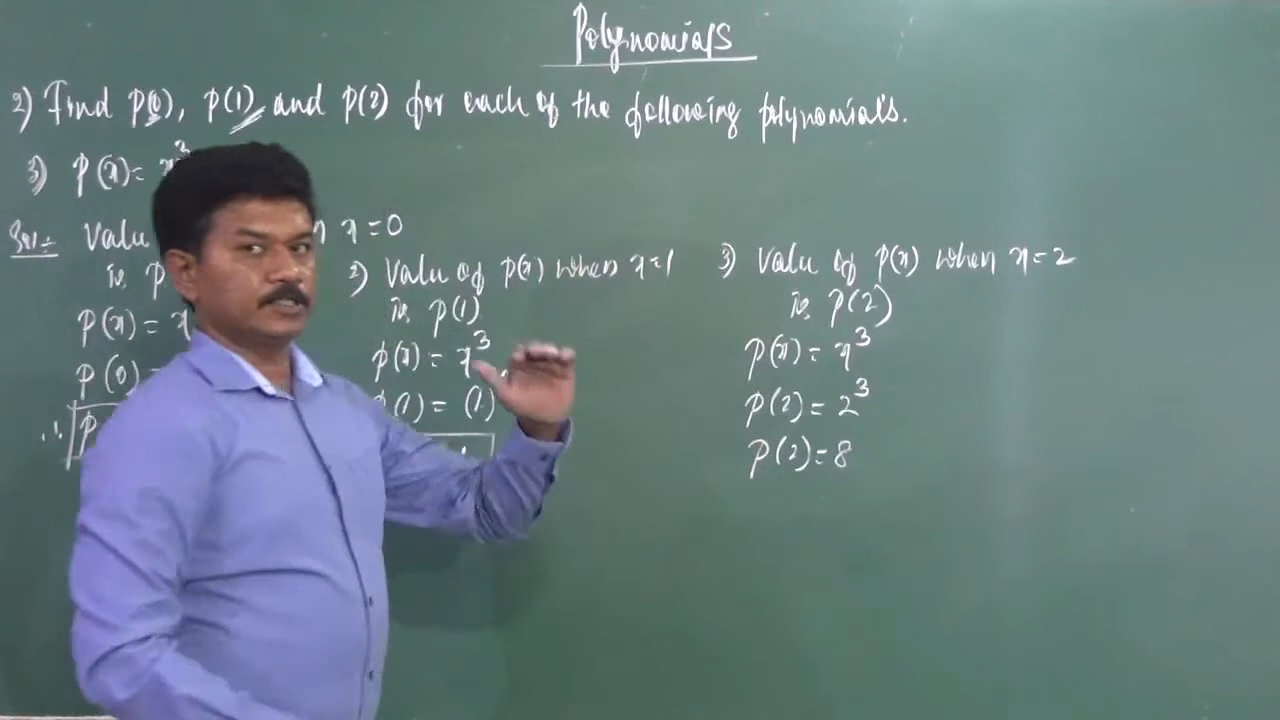 Polynomials
2) Find p(0), p(1) and p(2) for each of the following polynomials.
3) p(x) = x³
Sol:- Valu x = 0
is p
p(x) = x
p(0) =
∴ p
2) Value of p(x) when x=1
is p(1)
p(x) = x³
p(1) = (1)
3) Value of p(x) when x = 2
is p(2)
p(x) = x³
p(2) = 2³
p(2) = 8